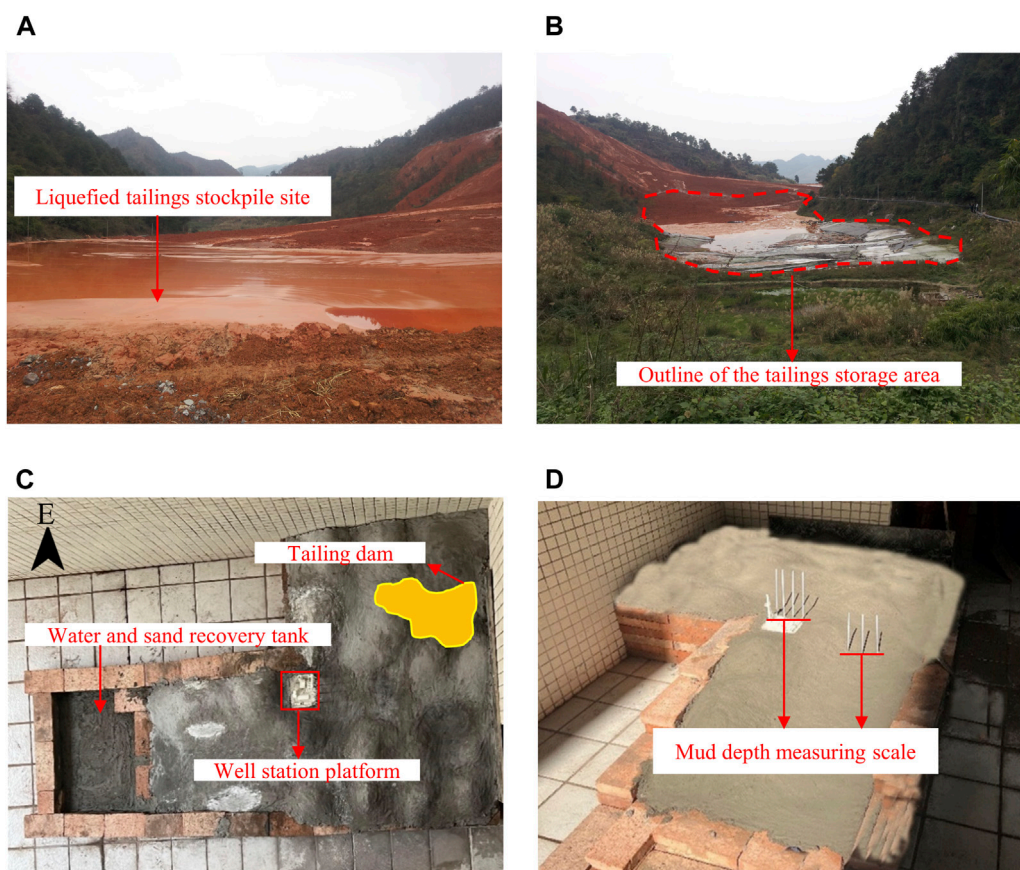 A
B
Liquefied tailings stockpile site
Outline of the tailings storage area
C
D
E
Tailing dam
Water and sand recovery tank
Well station platform
Mud depth measuring scale